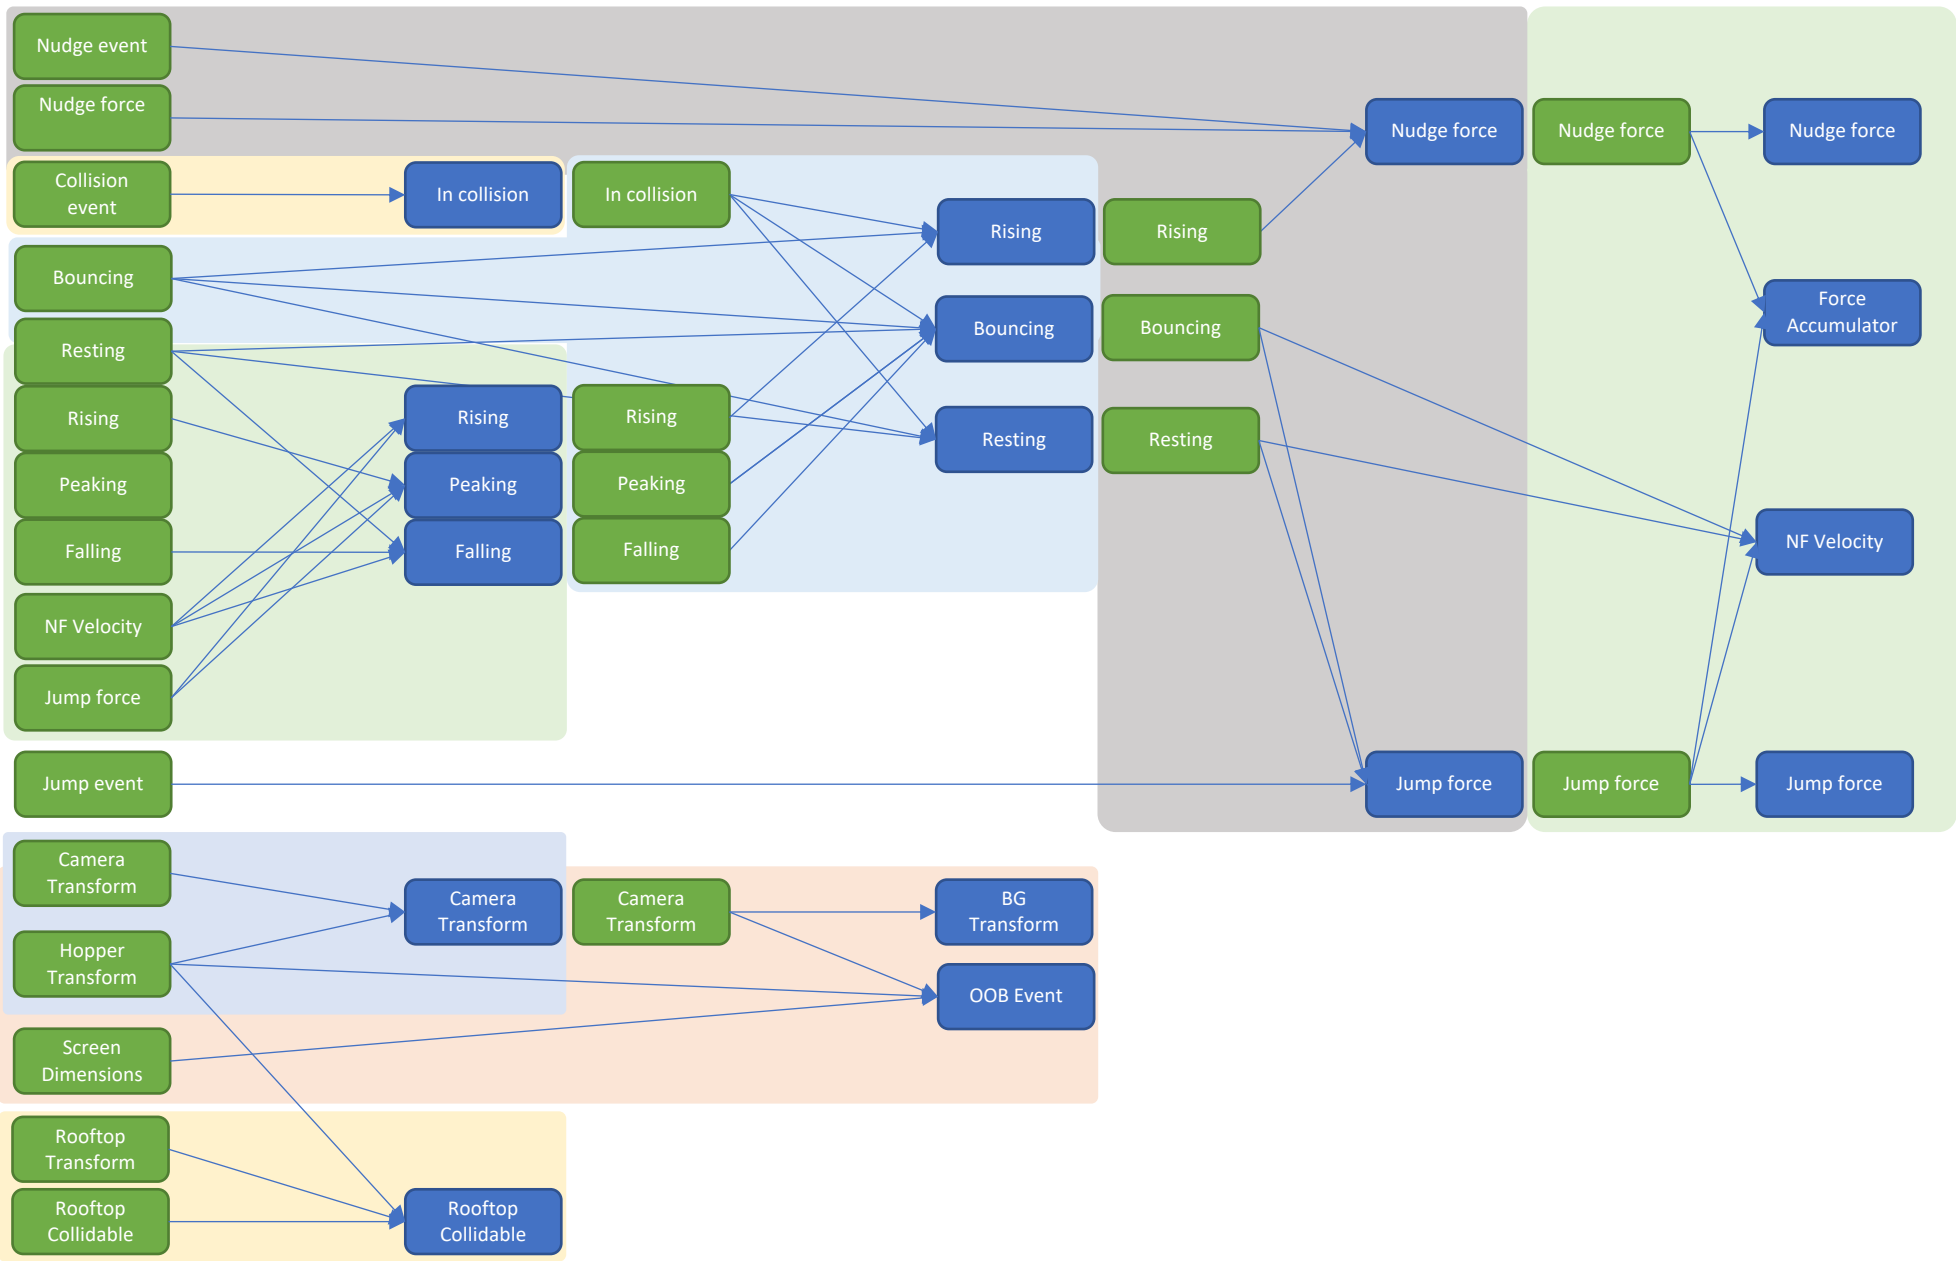 Nudge event
Nudge force
Nudge force
Nudge force
Nudge force
Collision
event
In collision
In collision
Rising
Rising
Bouncing
Bouncing
Bouncing
Force
Accumulator
Resting
Rising
Rising
Rising
Resting
Resting
Peaking
Peaking
Peaking
Falling
Falling
Falling
NF Velocity
NF Velocity
Jump force
Jump event
Jump force
Jump force
Jump force
Camera
Transform
Camera
Transform
Camera
Transform
BG
Transform
Hopper
Transform
OOB Event
Screen
Dimensions
Rooftop
Transform
Rooftop
Collidable
Rooftop
Collidable